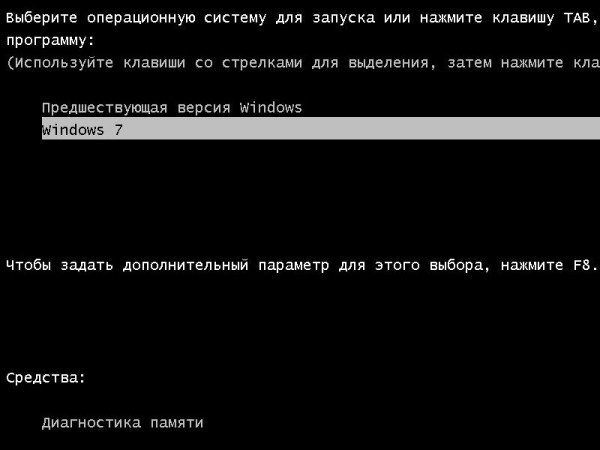 Выберите операционную систему для запуска или нажмите клавишу TAB,
программу:
(Используйте клавиши со стрелками для выделения, затем нажмите
Предшествующая версия Windows
Windows 7
Чтобы задать дополнительный параметр для этого выбора, нажмите F8.
Средства:
Диагностика памяти